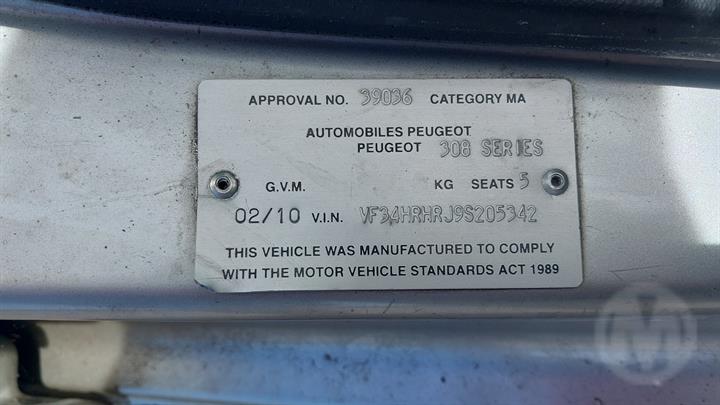 APPROVAL NO. 39036 CATEGORY MA
AUTOMOBILES PEUGEOT
PEUGEOT 308 SERIES
G.V.M. KG SEATS 5
02/10 V.I.N. VF34HRHRJ9S205342
THIS VEHICLE WAS MANUFACTURED TO COMPLY
WITH THE MOTOR VEHICLE STANDARDS ACT 1989
M